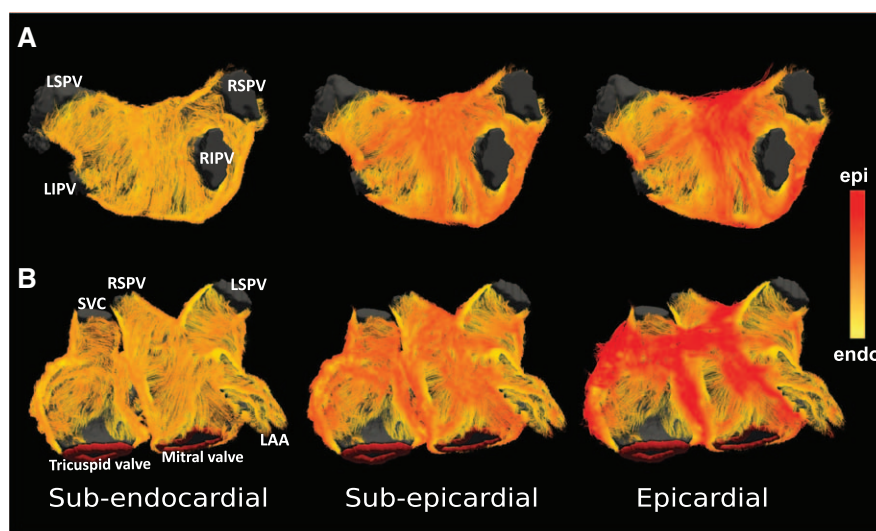 A
LSPV
RSPV
RIPV
LIPV
epi
endo
B
RSPV
LSPV
SVC
LAA
Tricuspid valve
Mitral valve
Sub-endocardial
Sub-epicardial
Epicardial